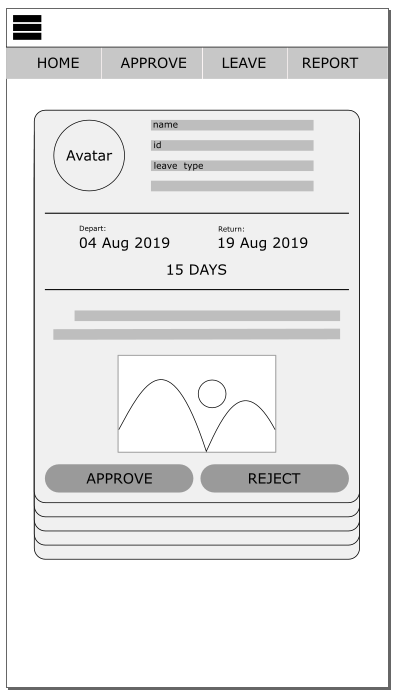 HOME APPROVE LEAVE REPORT
Avatar
name
id
leave type
Depart: Return:
04 Aug 2019 19 Aug 2019
15 DAYS
APPROVE REJECT